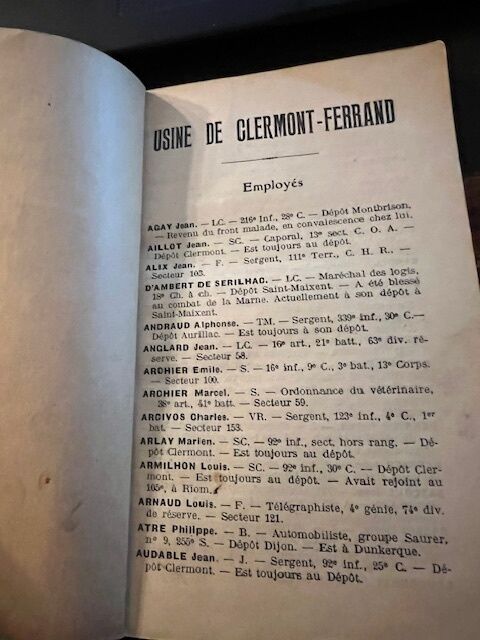 USINE DE CLERMONT-FERRAND
Employés
AGAY Jean. — LC. — 216e Inf., 28e C. — Dépôt Montbrison.
— Revenu du front malade, en convalescence chez lui.
AILLOT Jean. — SC. — Caporal, 13e sect. C. O. A. —
Dépôt Clermont. — Est toujours au dépôt.
ALIX Jean. — F. — Sergent, 111e Terr., C. H. R., —
Secteur 103.
D'AMBERT DE SERILHAC. — LC. — Maréchal des logis,
18e Ch. à ch. — Dépôt Saint-Maixent. — A été blessé
au combat de la Marne. Actuellement à son dépôt à
Saint-Maixent.
ANDRAUD Alphonse. — TM. — Sergent, 339e inf., 30e C.—
Dépôt Aurillac. — Est toujours à son dépôt.
ANGLARD Jean. — LC. — 16e art., 21e batt., 63e div. ré-
serve. — Secteur 58.
ARCHIER Emile. — S. — 16e inf., 9e C., 3e bat., 13e Corps.
— Secteur 100.
ARCHIER Marcel. — S. — Ordonnance du vétérinaire,
38e art., 41e batt. — Secteur 59.
ARCIVOS Charles. — VR. — Sergent, 123e inf., 4e C., 1er
bat. — Secteur 153.
ARLAY Marien. — SC. — 92e inf., sect. hors rang. — Dé-
pôt Clermont. — Est toujours au dépôt.
ARMILHON Louis. — SC. — 92e inf., 30e C. — Dépôt Cler-
mont. — Est toujours au dépôt. — Avait rejoint au
105e, à Riom.
ARNAUD Louis. — F. — Télégraphiste, 4e génie, 74e div.
de réserve. — Secteur 121.
ATRE Philippe. — B. — Automobiliste, groupe Saurer,
no 9, 255e S. — Dépôt Dijon. — Est à Dunkerque.
AUDABLE Jean. — J. — Sergent, 92e inf., 25e C. — Dé-
pôt Clermont. — Est toujours au Dépôt.